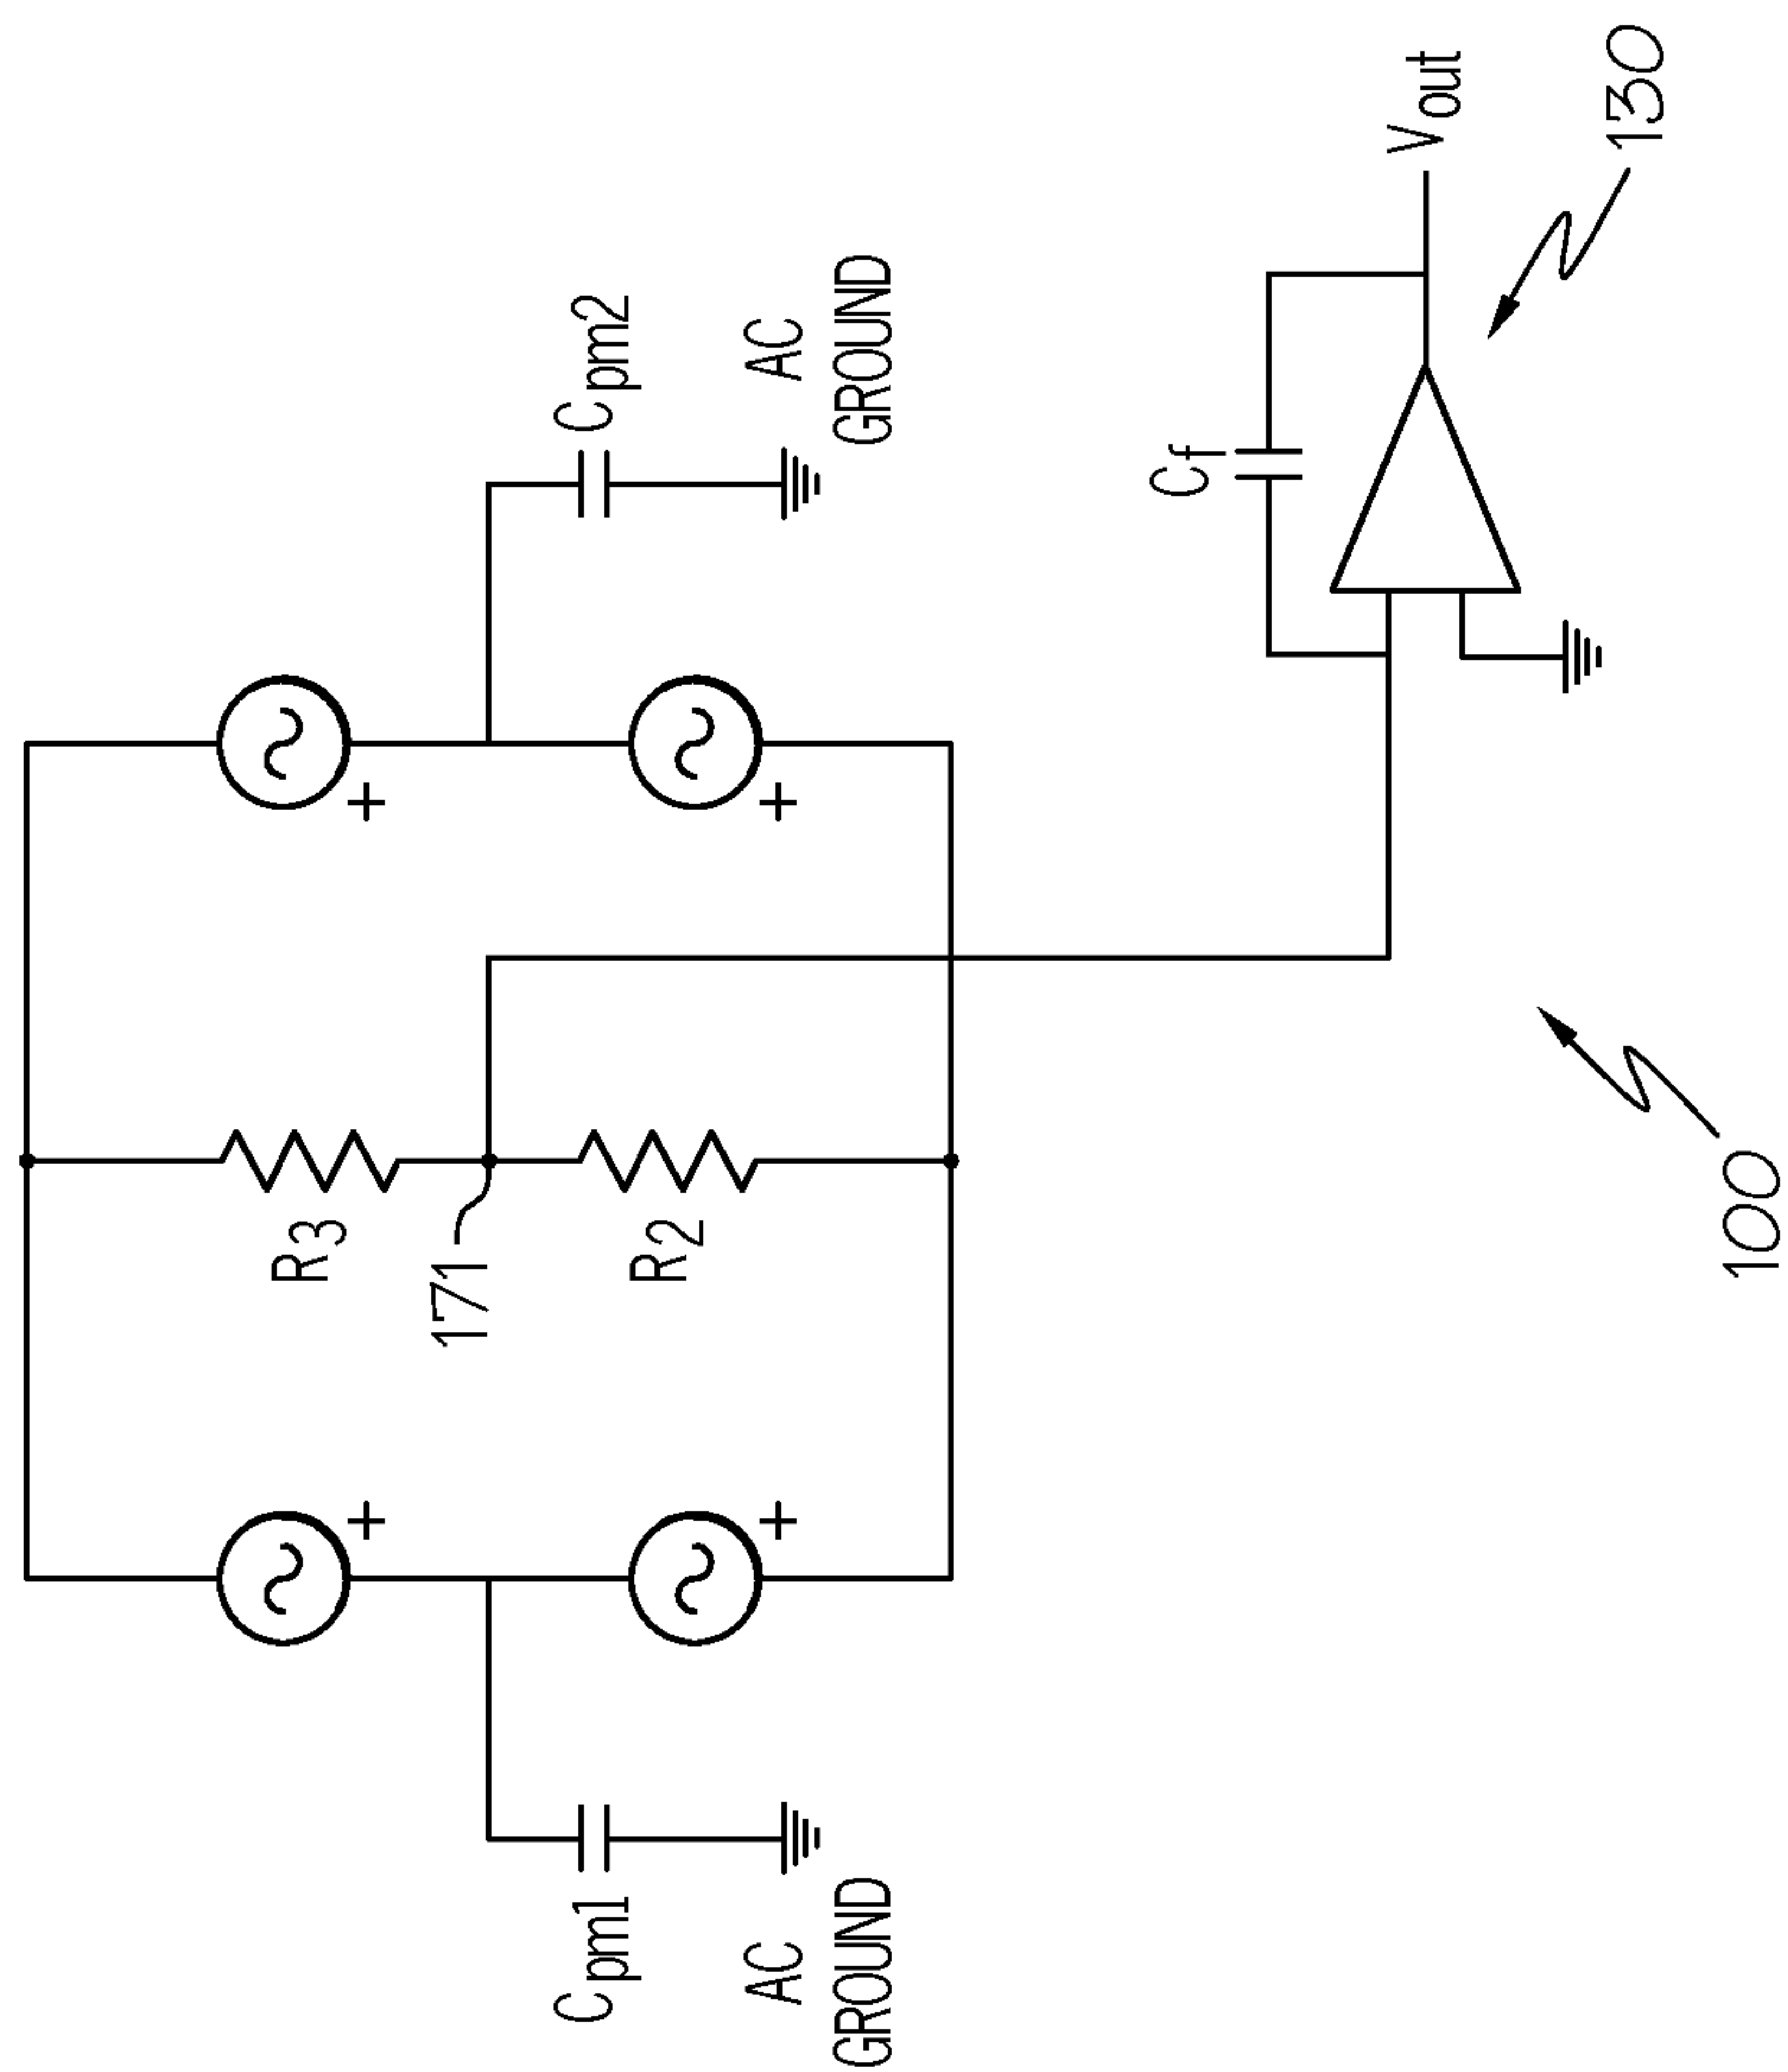 Cpm1
AC
GROUND
R3
171
R2
+
+
+
+
Cpm2
AC
GROUND
Cf
Vout
130
100